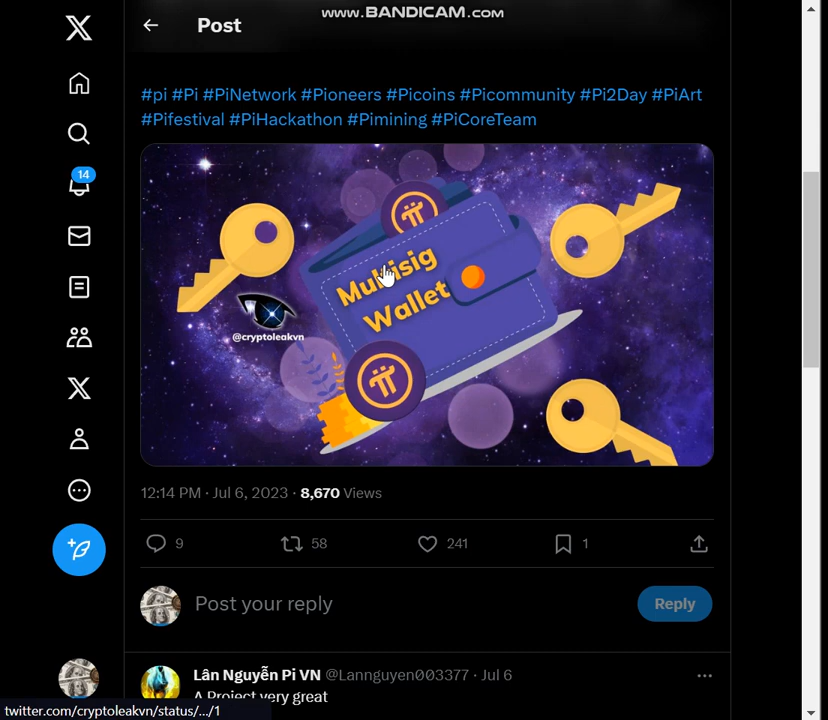 www.BANDICAM.com
Post
#pi #Pi #PiNetwork #Pioneers #Picoins #Picommunity #Pi2Day #PiArt
#Pifestival #PiHackathon #Pimining #PiCoreTeam
Multisig
Wallet
@cryptoleakvn
12:14 PM · Jul 6, 2023 · 8,670 Views
14
9 58 241 1
Post your reply
Reply
Lân Nguyễn Pi VN @Lannguyen003377 · Jul 6
A Project very great
twitter.com/cryptoleakvn/status/.../1